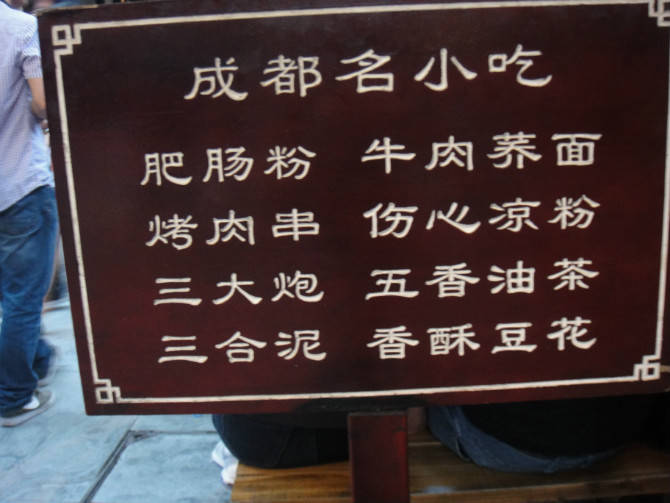 成都名小吃
肥肠粉 牛肉荞面
烤肉串 伤心凉粉
三大炮 五香油茶
三合泥 香酥豆花